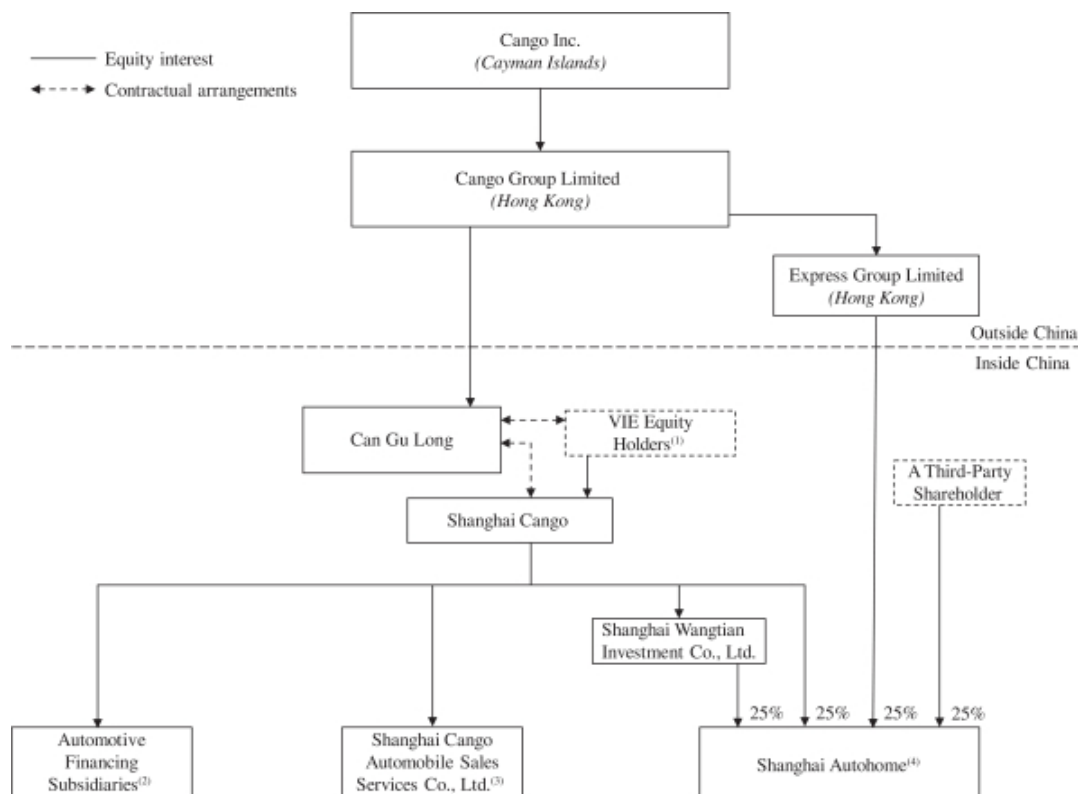 Cango Inc.
(Cayman Islands)
Equity interest
Contractual arrangements
Cango Group Limited
(Hong Kong)
Express Group Limited
(Hong Kong)
Outside China
Inside China
Can Gu Long
VIE Equity
Holders(1)
A Third-Party
Shareholder
Shanghai Cango
Shanghai Wangtian
Investment Co., Ltd.
25%
25%
25%
25%
Automotive
Financing
Subsidiaries(2)
Shanghai Cango
Automobile Sales
Services Co., Ltd.(3)
Shanghai Autohome(4)